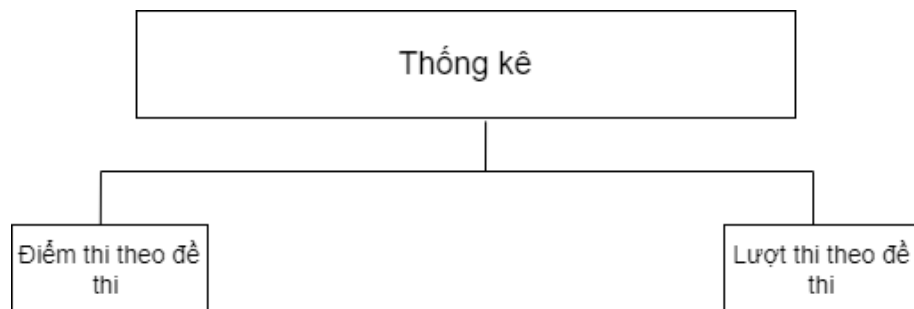 Thống kê
Điểm thi theo đề
thi
Lượt thi theo đề
thi